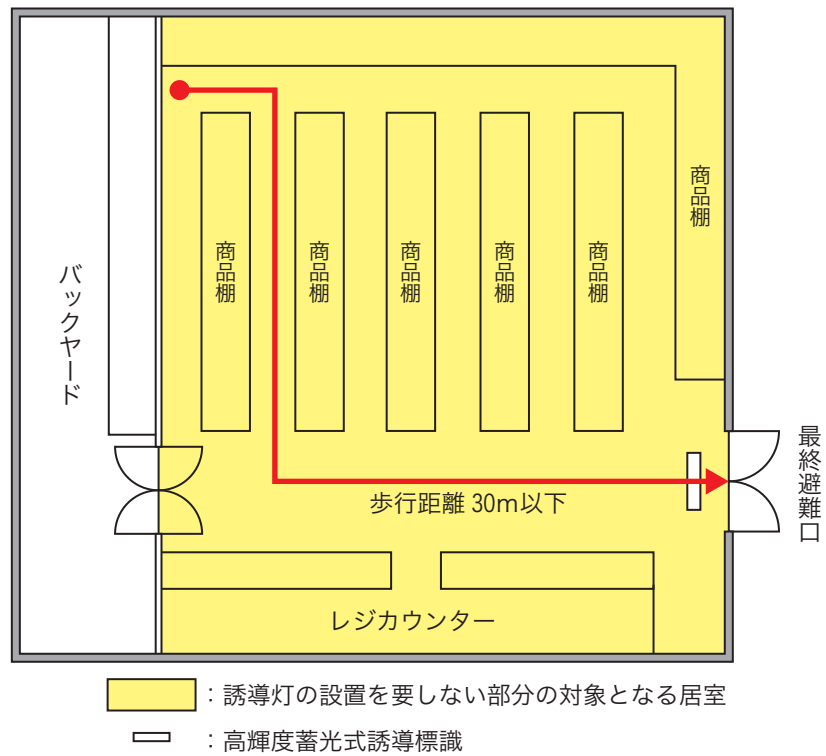 バックヤード
商品棚
商品棚
商品棚
商品棚
商品棚
商品棚
最終避難口
歩行距離 30m以下
レジカウンター
：誘導灯の設置を要しない部分の対象となる居室
：高輝度蓄光式誘導標識